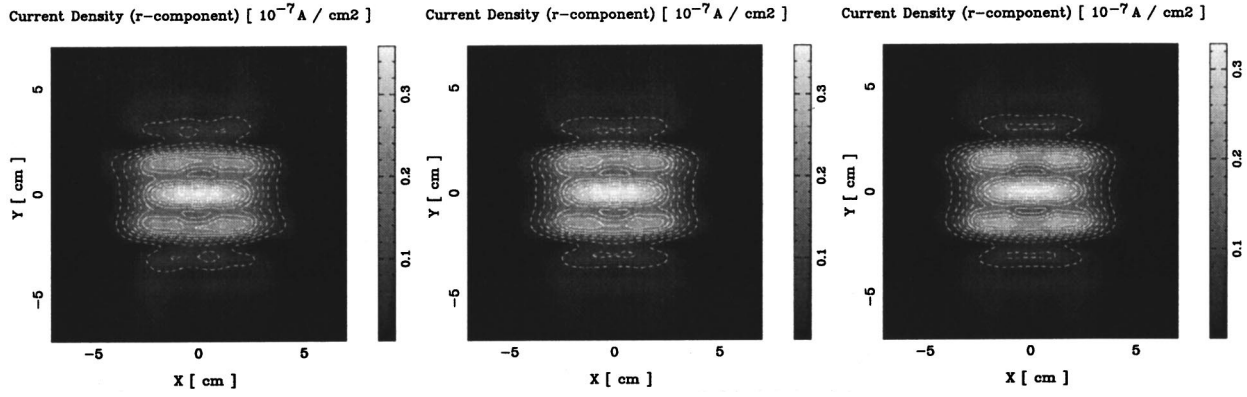 Current Density (r-component) [ 10⁻⁷ A / cm2 ] Current Density (r-component) [ 10⁻⁷ A / cm2 ] Current Density (r-component) [ 10⁻⁷ A / cm2 ]
5 0.3 5 0.3 5 0.3
Y [ cm ] 0 0.2 Y [ cm ] 0 0.2 Y [ cm ] 0 0.2
-5 0.1 -5 0.1 -5 0.1
-5 0 5 -5 0 5 -5 0 5
X [ cm ] X [ cm ] X [ cm ]